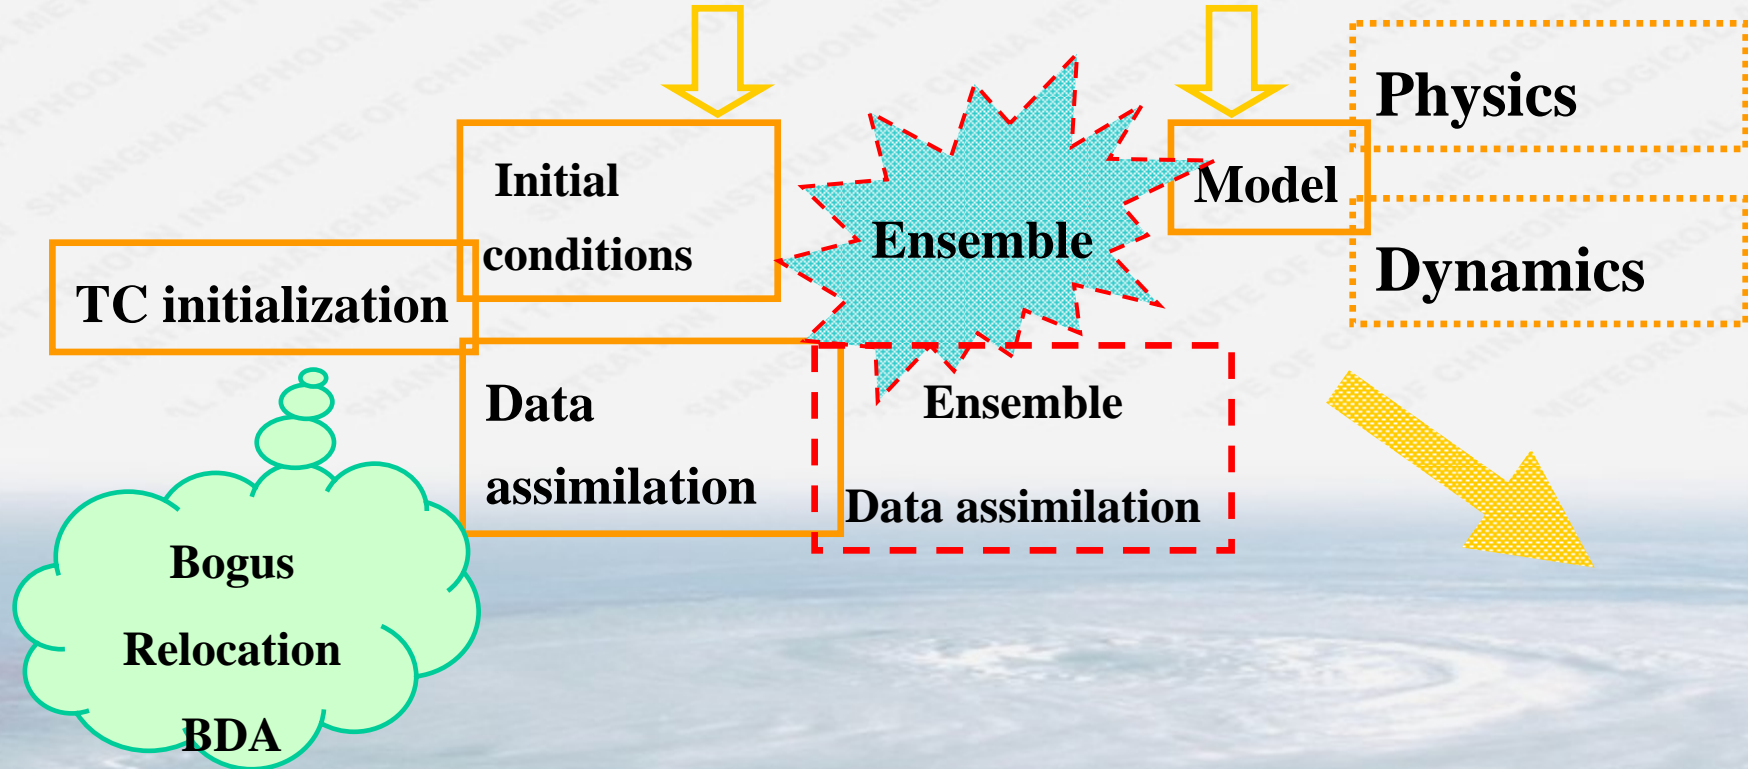 Physics
Initial
conditions
Model
Ensemble
Dynamics
TC initialization
Data
assimilation
Ensemble
Data assimilation
Bogus
Relocation
BDA